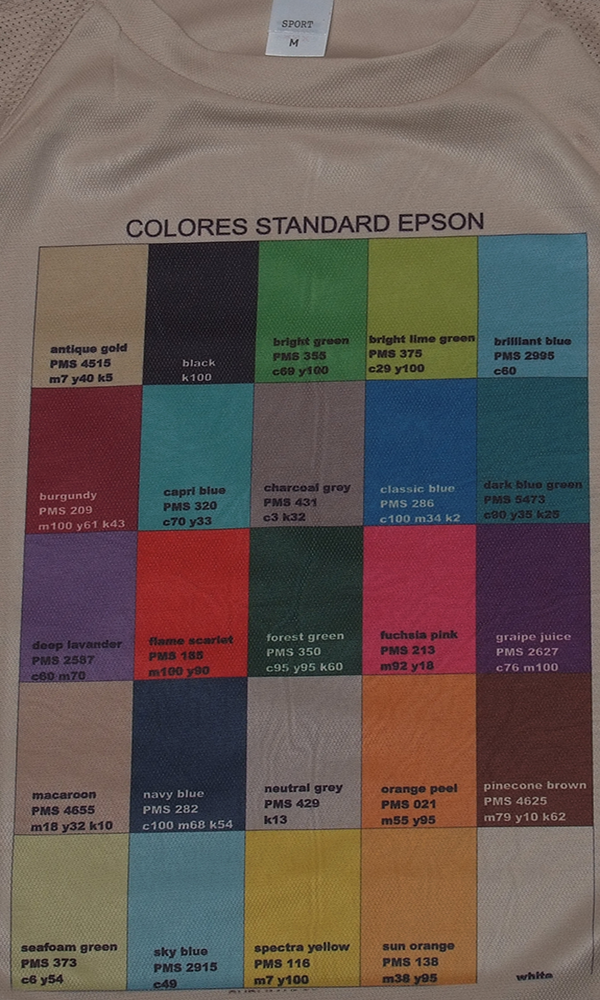 SPORT
M
COLORES STANDARD EPSON
antique gold
PMS 4515
m7 y40 k5
black
k100
bright green
PMS 355
c69 y100
bright lime green
PMS 375
c29 y100
brilliant blue
PMS 2995
c60
burgundy
PMS 209
m100 y61 k43
capri blue
PMS 320
c70 y33
charcoal grey
PMS 431
c3 k32
classic blue
PMS 286
c100 m34 k2
dark blue green
PMS 5473
c90 y35 k25
deep lavander
PMS 2587
c60 m70
flame scarlet
PMS 185
m100 y90
forest green
PMS 350
c95 y95 k60
fuchsia pink
PMS 213
m92 y18
graipe juice
PMS 2627
c76 m100
macaroon
PMS 4655
m18 y32 k10
navy blue
PMS 282
c100 m68 k54
neutral grey
PMS 429
k13
orange peel
PMS 021
m55 y95
pinecone brown
PMS 4625
m79 y10 k62
seafoam green
PMS 373
c6 y54
sky blue
PMS 2915
c49
spectra yellow
PMS 116
m7 y100
sun orange
PMS 138
m38 y95
white